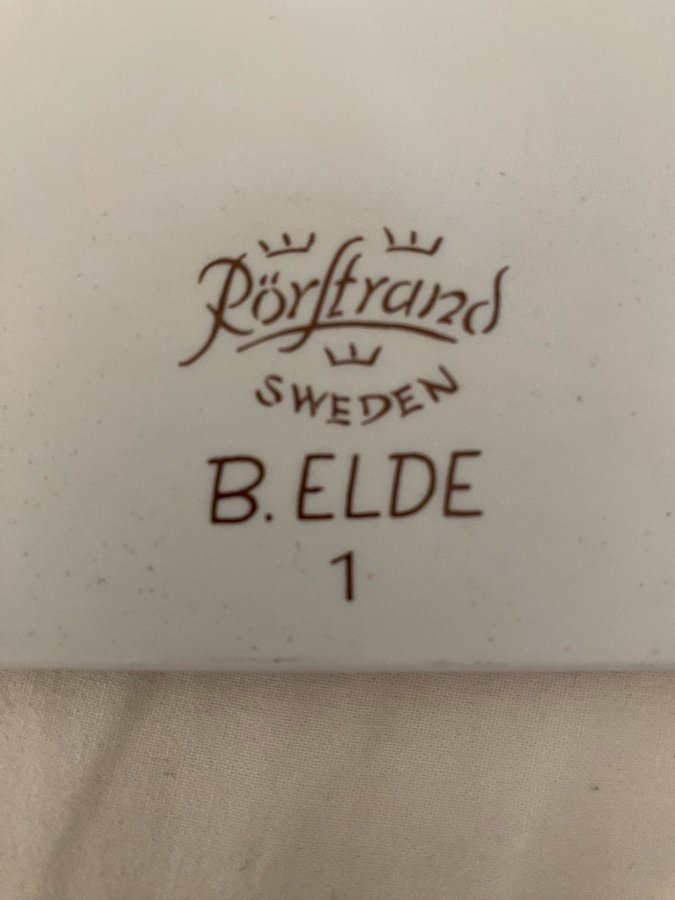 Rörstrand
SWEDEN
B. ELDE
1